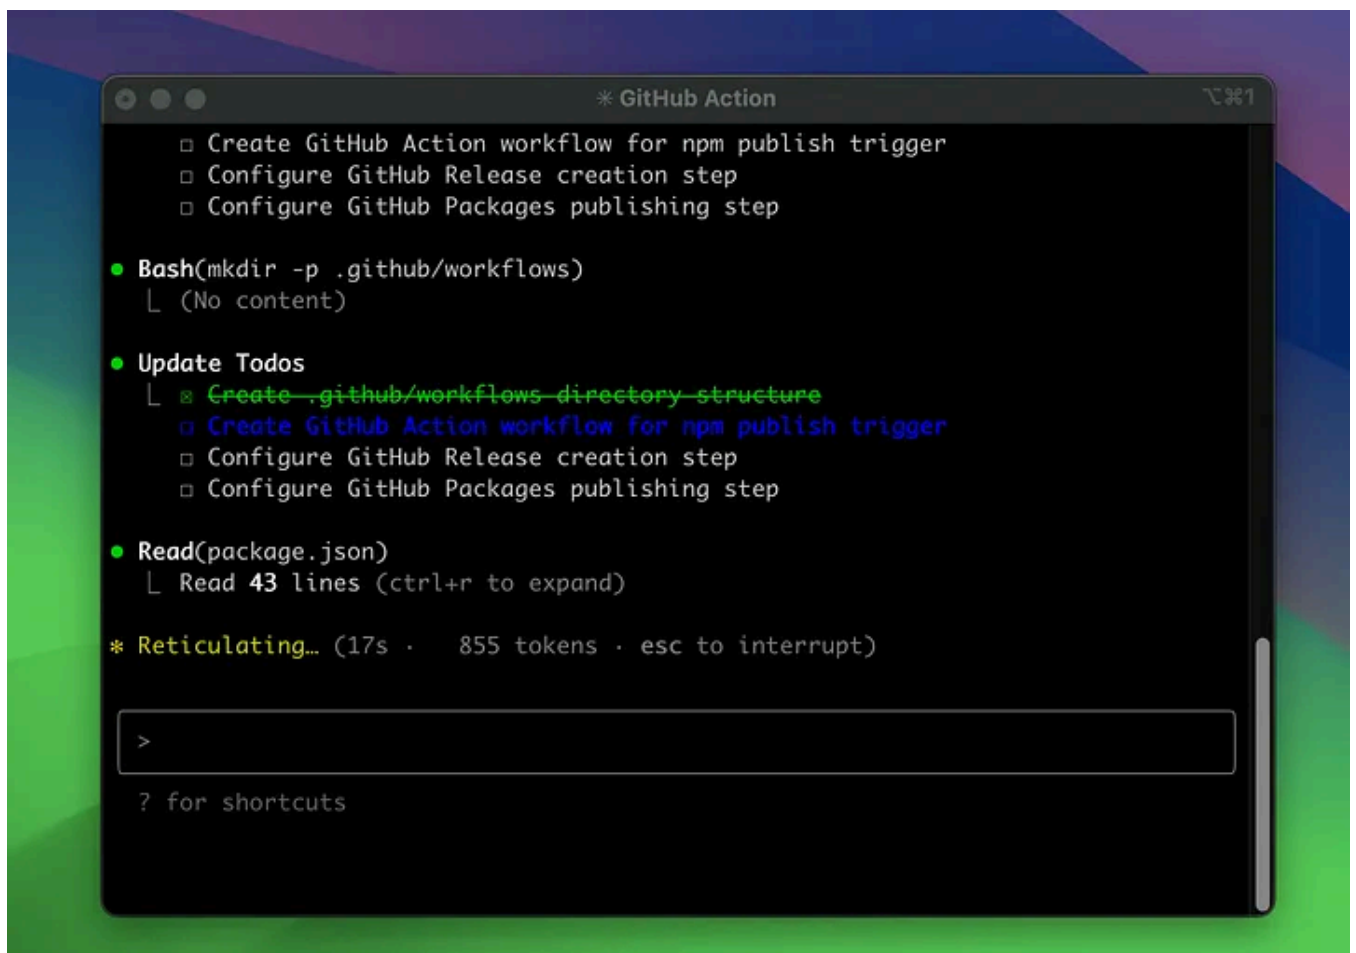 ✳ GitHub Action ⌥⌘1
☐ Create GitHub Action workflow for npm publish trigger
☐ Configure GitHub Release creation step
☐ Configure GitHub Packages publishing step
● Bash(mkdir -p .github/workflows)
⎿ (No content)
● Update Todos
⎿ ☒ Create .github/workflows directory structure
☐ Create GitHub Action workflow for npm publish trigger
☐ Configure GitHub Release creation step
☐ Configure GitHub Packages publishing step
● Read(package.json)
⎿ Read 43 lines (ctrl+r to expand)
✻ Reticulating… (17s · 855 tokens · esc to interrupt)
>
? for shortcuts